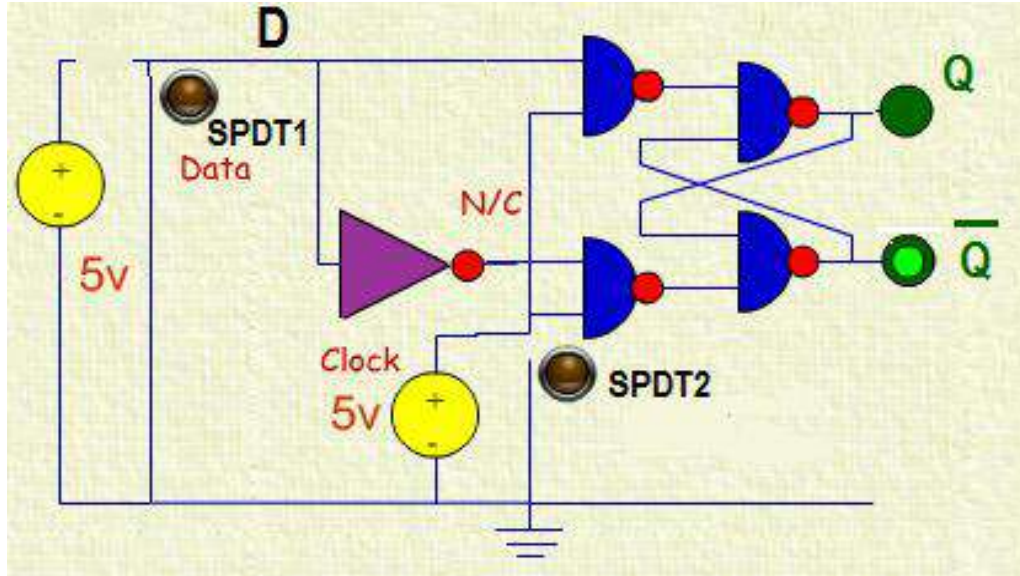 D
Q
SPDT1
Data
N/C
+
-
5v
Q
Clock
5v
+
-
SPDT2